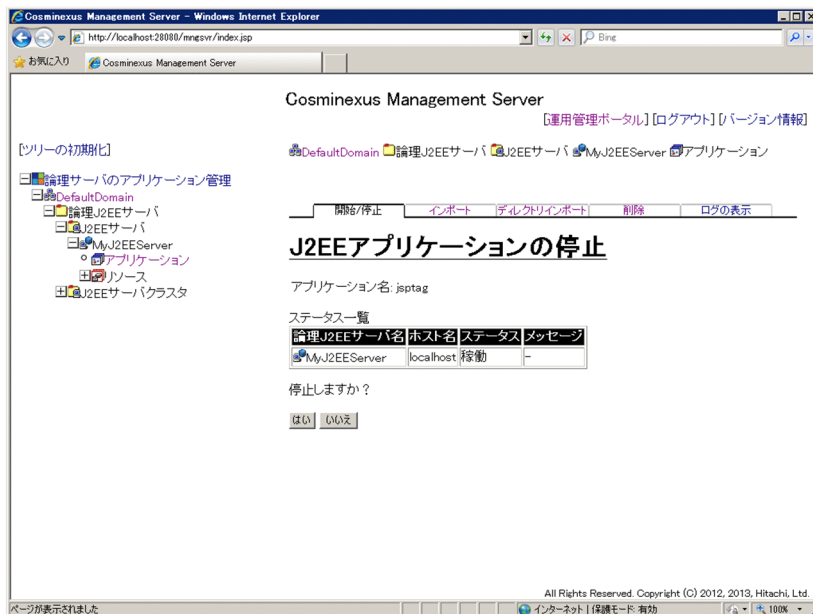 Cosminexus Management Server - Windows Internet Explorer
http://localhost:28080/mngsvr/index.jsp
Bing
お気に入り
Cosminexus Management Server
Cosminexus Management Server
[運用管理ポータル] [ログアウト] [バージョン情報]
[ツリーの初期化]
DefaultDomain 論理J2EEサーバ J2EEサーバ MyJ2EEServer アプリケーション
論理サーバのアプリケーション管理
DefaultDomain
論理J2EEサーバ
J2EEサーバ
MyJ2EEServer
アプリケーション
リソース
J2EEサーバクラスタ
開始/停止 インポート ディレクトリインポート 削除 ログの表示
J2EEアプリケーションの停止
アプリケーション名: jsptag
ステータス一覧
論理J2EEサーバ名 ホスト名 ステータス メッセージ
MyJ2EEServer localhost 稼働 -
停止しますか？
はい いいえ
All Rights Reserved. Copyright (C) 2012, 2013, Hitachi, Ltd.
ページが表示されました インターネット | 保護モード: 有効 100%